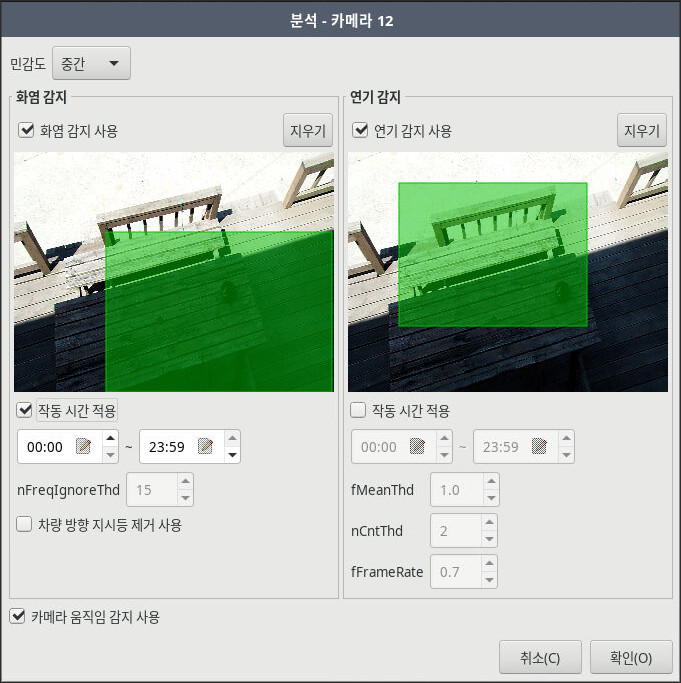 분석 - 카메라 12
민감도 중간
화염 감지
화염 감지 사용 지우기
작동 시간 적용
00:00 ~ 23:59
nFreqIgnoreThd 15
차량 방향 지시등 제거 사용
연기 감지
연기 감지 사용 지우기
작동 시간 적용
00:00 ~ 23:59
fMeanThd 1.0
nCntThd 2
fFrameRate 0.7
카메라 움직임 감지 사용
취소(C) 확인(O)